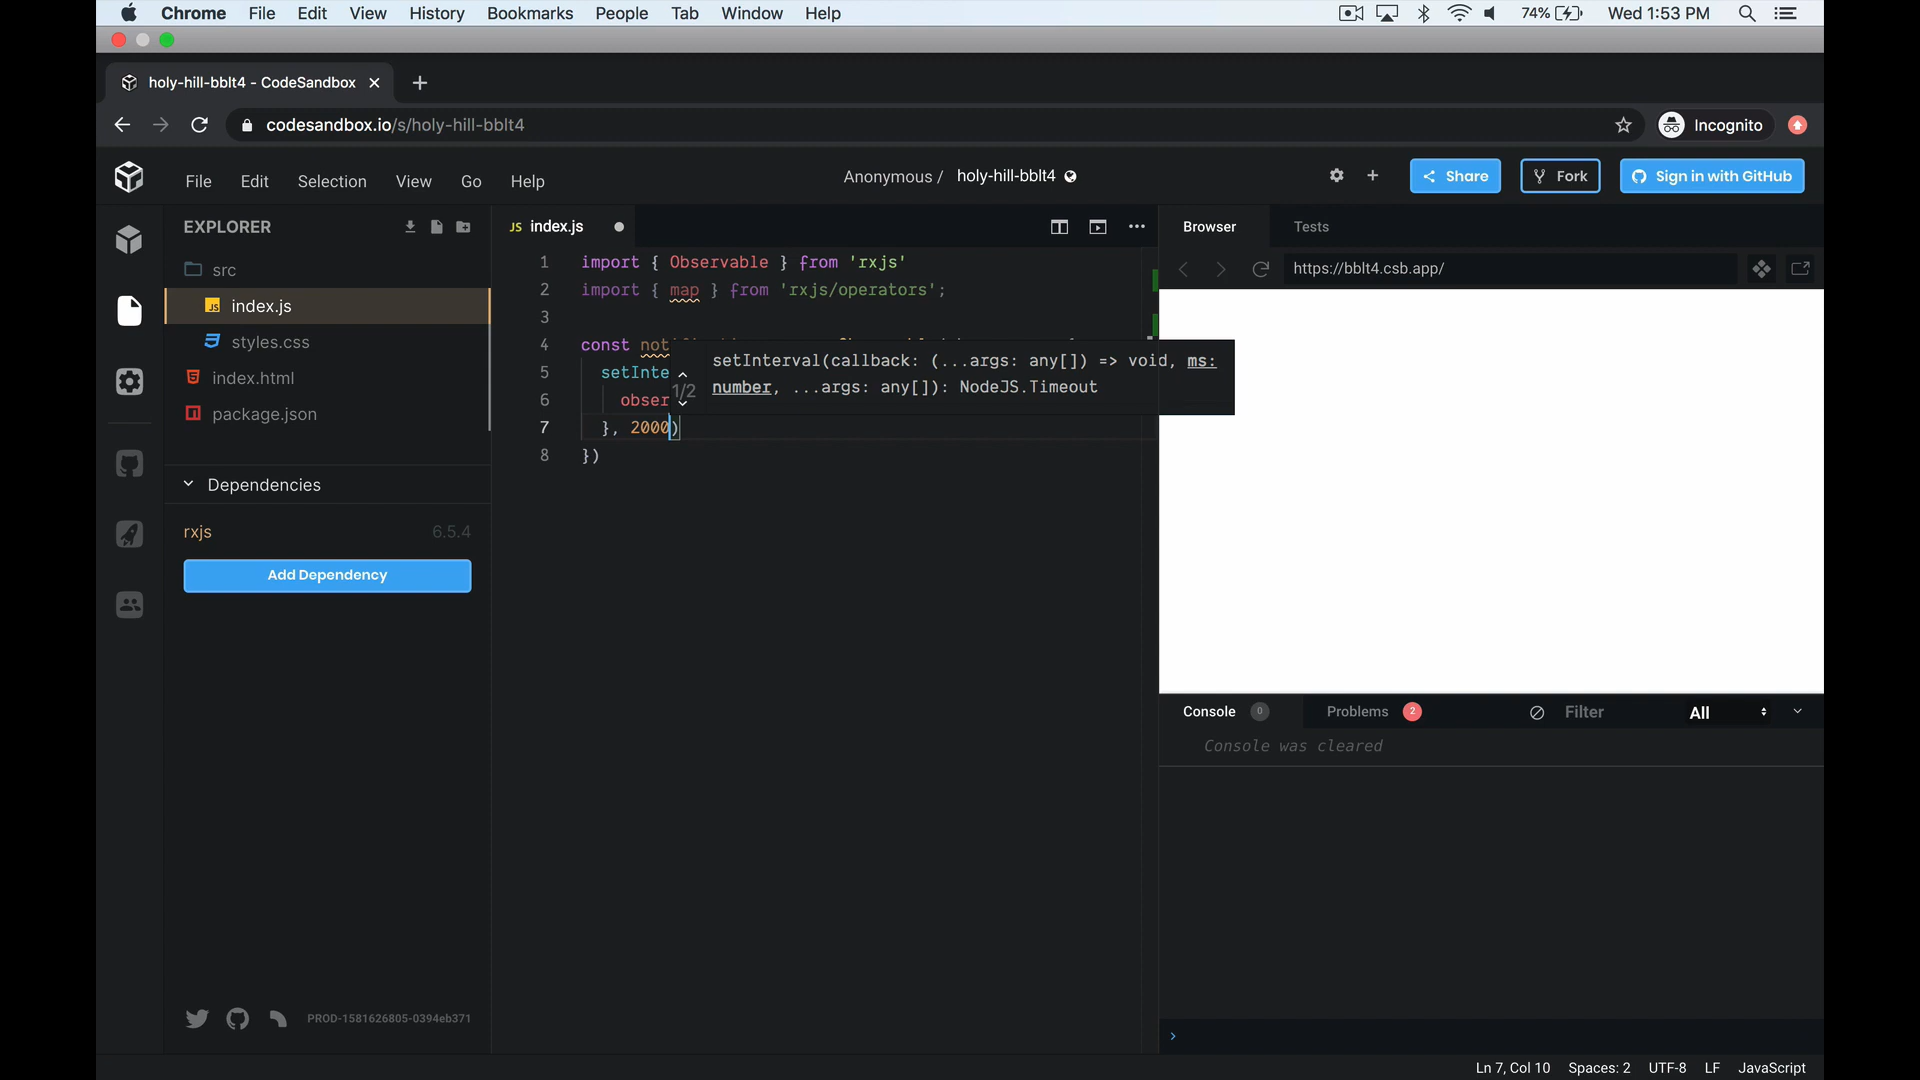 Chrome File Edit View History Bookmarks People Tab Window Help 74% Wed 1:53 PM
holy-hill-bblt4 - CodeSandbox
codesandbox.io/s/holy-hill-bblt4 Incognito
File Edit Selection View Go Help Anonymous / holy-hill-bblt4 Share Fork Sign in with GitHub
EXPLORER
src
JS index.js
styles.css
index.html
package.json
Dependencies
rxjs 6.5.4
Add Dependency
PROD-1581626805-0394eb371
JS index.js
1 import { Observable } from 'rxjs'
2 import { map } from 'rxjs/operators';
3
4 const not
5 setInte
6 obser
7 }, 2000)
8 })
1/2
setInterval(callback: (...args: any[]) => void, ms:
number, ...args: any[]): NodeJS.Timeout
Browser Tests
https://bblt4.csb.app/
Console 0 Problems 2 Filter All
Console was cleared
›
Ln 7, Col 10 Spaces: 2 UTF-8 LF JavaScript